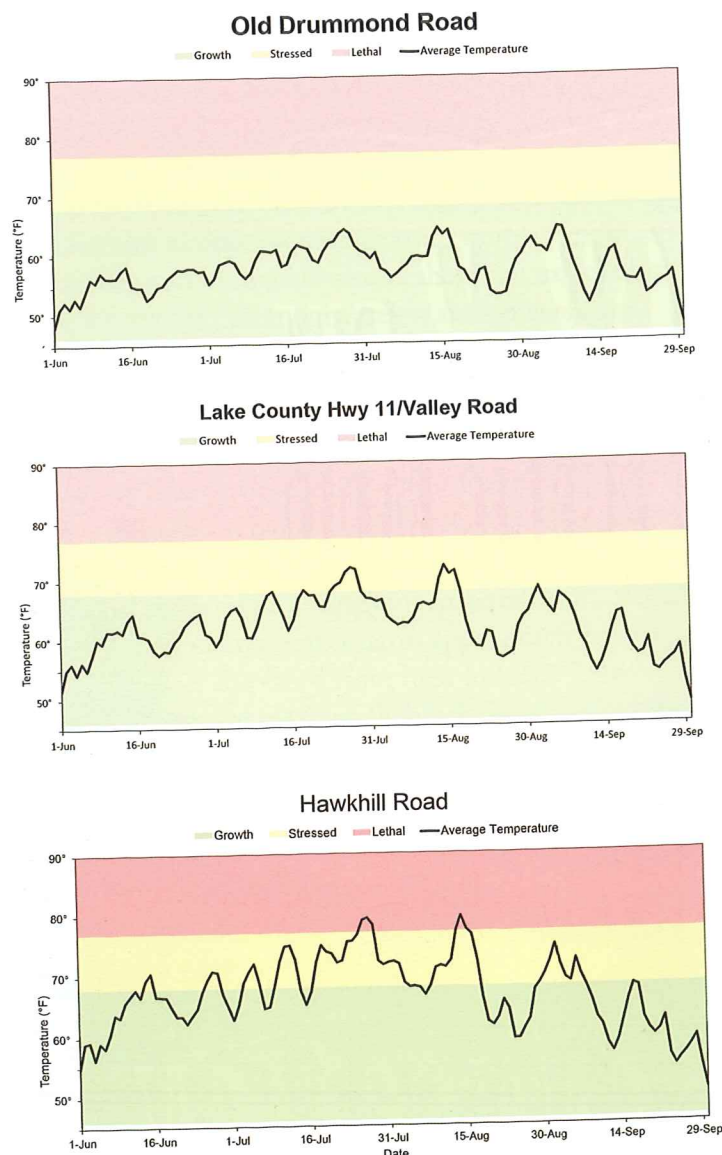 Old Drummond Road
Growth Stressed Lethal Average Temperature
90°
80°
70°
60°
50°
Temperature (°F)
1-Jun 16-Jun 1-Jul 16-Jul 31-Jul 15-Aug 30-Aug 14-Sep 29-Sep
Lake County Hwy 11/Valley Road
Growth Stressed Lethal Average Temperature
90°
80°
70°
60°
50°
Temperature (°F)
1-Jun 16-Jun 1-Jul 16-Jul 31-Jul 15-Aug 30-Aug 14-Sep 29-Sep
Hawkhill Road
Growth Stressed Lethal Average Temperature
90°
80°
70°
60°
50°
Temperature (°F)
1-Jun 16-Jun 1-Jul 16-Jul 31-Jul 15-Aug 30-Aug 14-Sep 29-Sep
Date